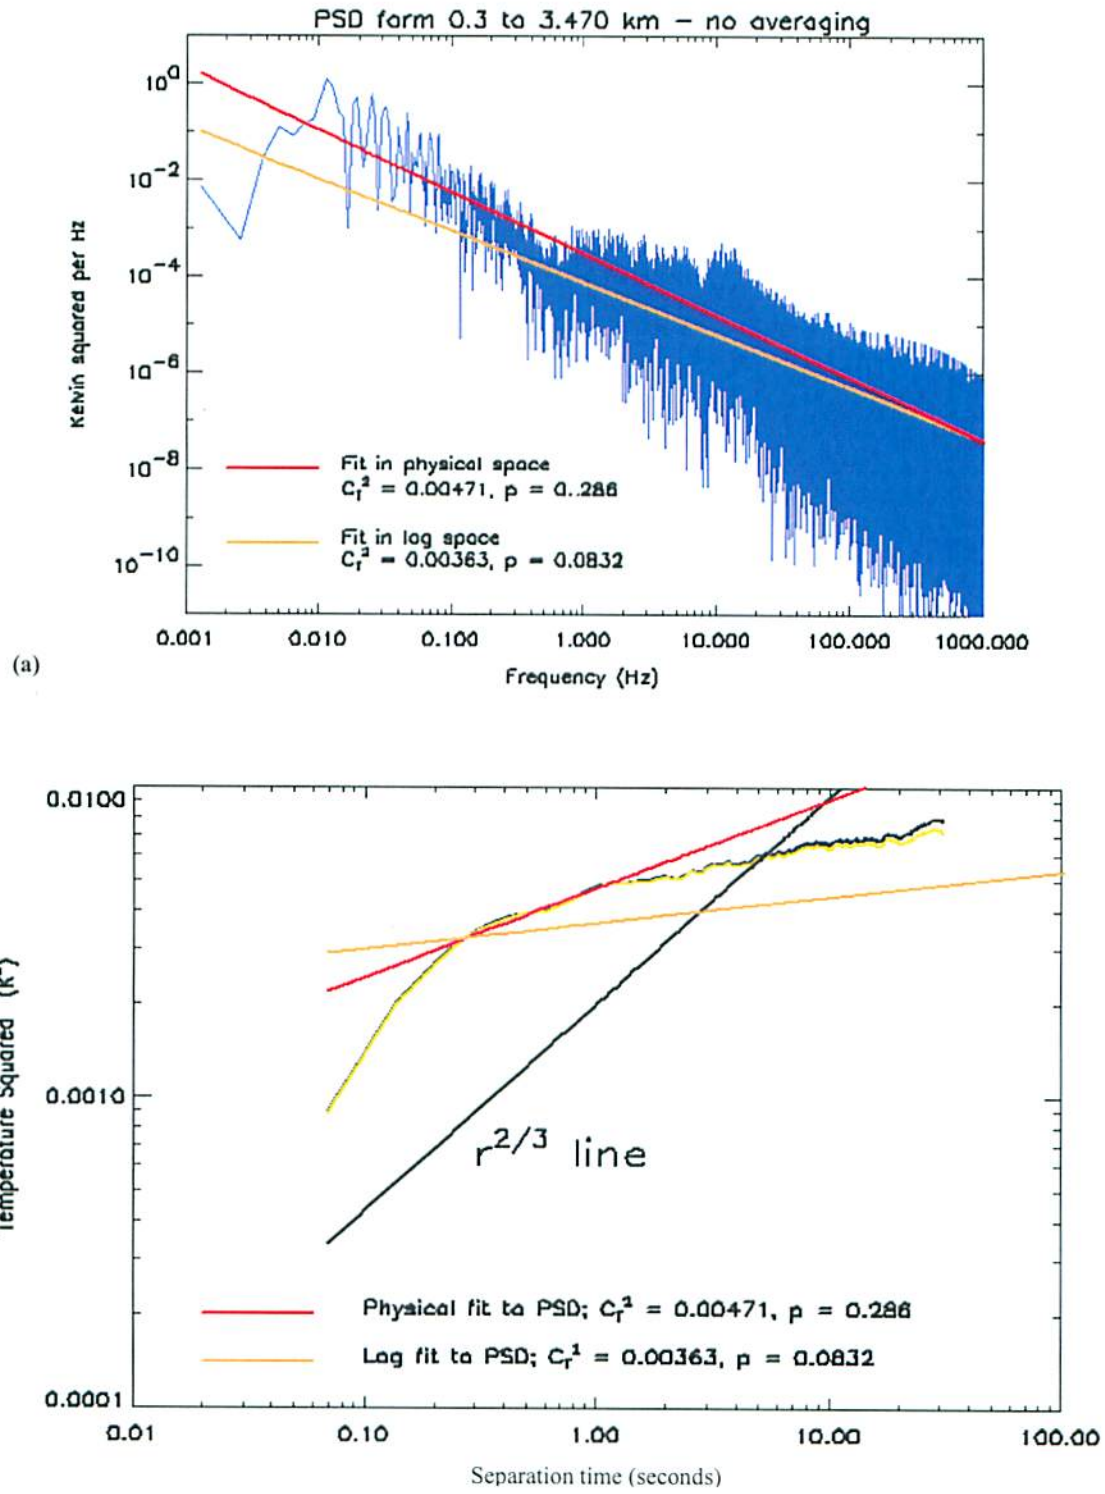 PSD form 0.3 to 3.470 km – no averaging
10^0
10^-2
10^-4
10^-6
10^-8
10^-10
Kelvin squared per Hz
Fit in physical space
C_T^2 = 0.00471, p = 0..286
Fit in log space
C_T^2 = 0.00363, p = 0.0832
0.001 0.010 0.100 1.000 10.000 100.000 1000.000
Frequency (Hz)
(a)
0.0100
0.0010
0.0001
Temperature Squared (K²)
r^2/3 line
Physical fit to PSD; C_T^2 = 0.00471, p = 0.286
Log fit to PSD; C_T^1 = 0.00363, p = 0.0832
0.01 0.10 1.00 10.00 100.00
Separation time (seconds)